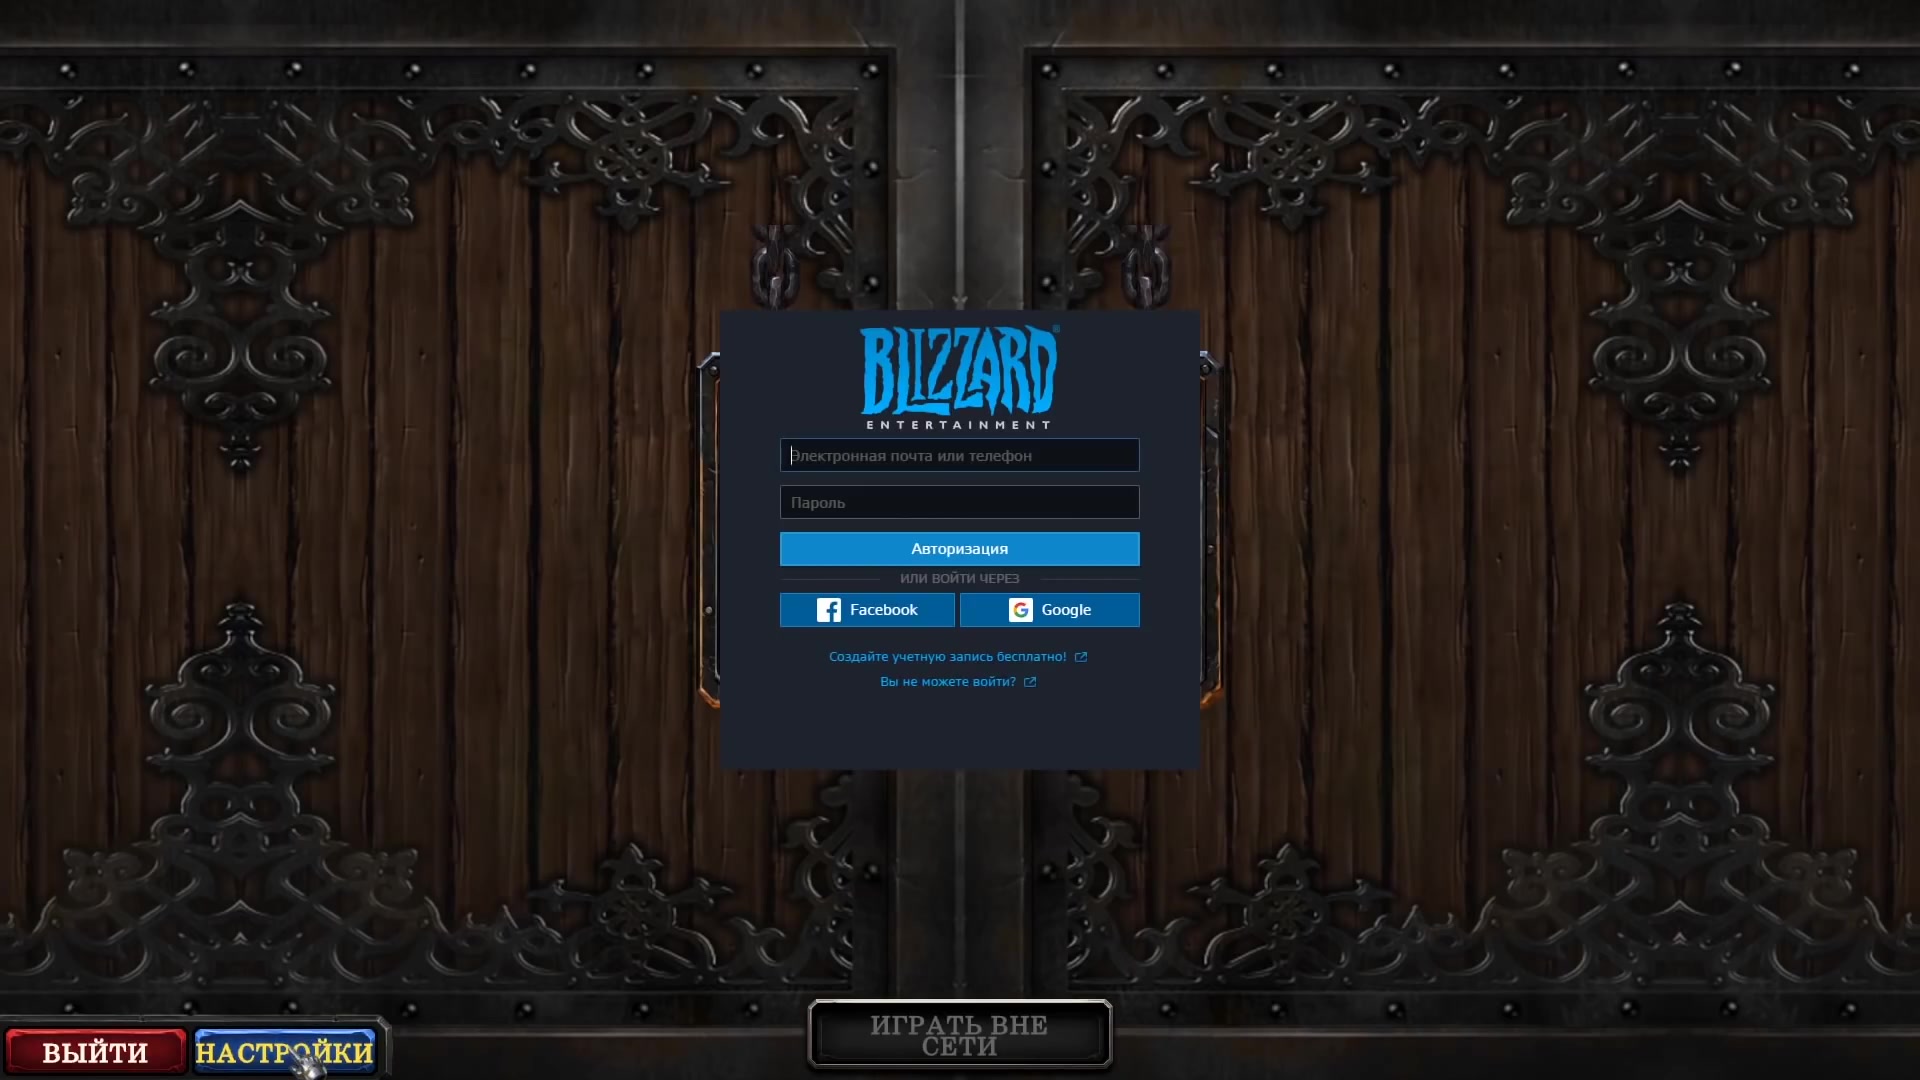 BLIZZARD®
ENTERTAINMENT
Электронная почта или телефон
Пароль
Авторизация
ИЛИ ВОЙТИ ЧЕРЕЗ
Facebook
Google
Создайте учетную запись бесплатно!
Вы не можете войти?
ВЫЙТИ
НАСТРОЙКИ
ИГРАТЬ ВНЕ
СЕТИ